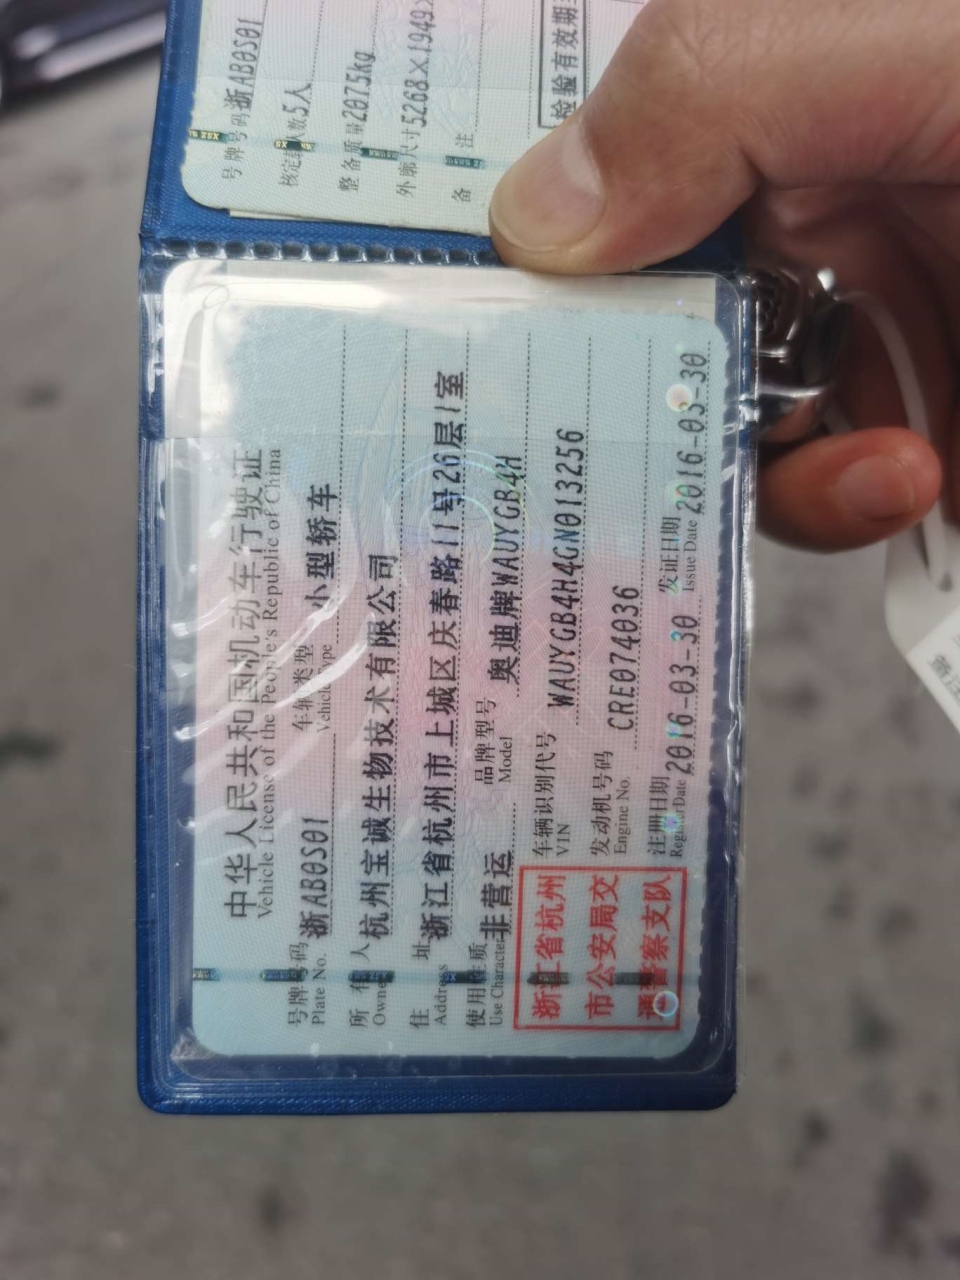 号牌号码 浙AB0S01
核定载人数 5人
整备质量 2075kg
外廓尺寸 5268×1949×
备 注
检验有效期
中华人民共和国机动车行驶证
Vehicle License of the People's Republic of China
号牌号码 浙AB0S01 车辆类型 小型轿车
Plate No. Vehicle Type
所有人 杭州宝诚生物技术有限公司
Owner
住 址 浙江省杭州市上城区庆春路11号26层1室
Address
使用性质 非营运 品牌型号 奥迪牌WAUYGB4H
Use Character Model
浙江省杭州
市公安局交
通警察支队
车辆识别代号 WAUYGB4H4GN013256
VIN
发动机号码 CRE074036
Engine No.
注册日期 2016-03-30 发证日期 2016-03-30
Register Date Issue Date
备注